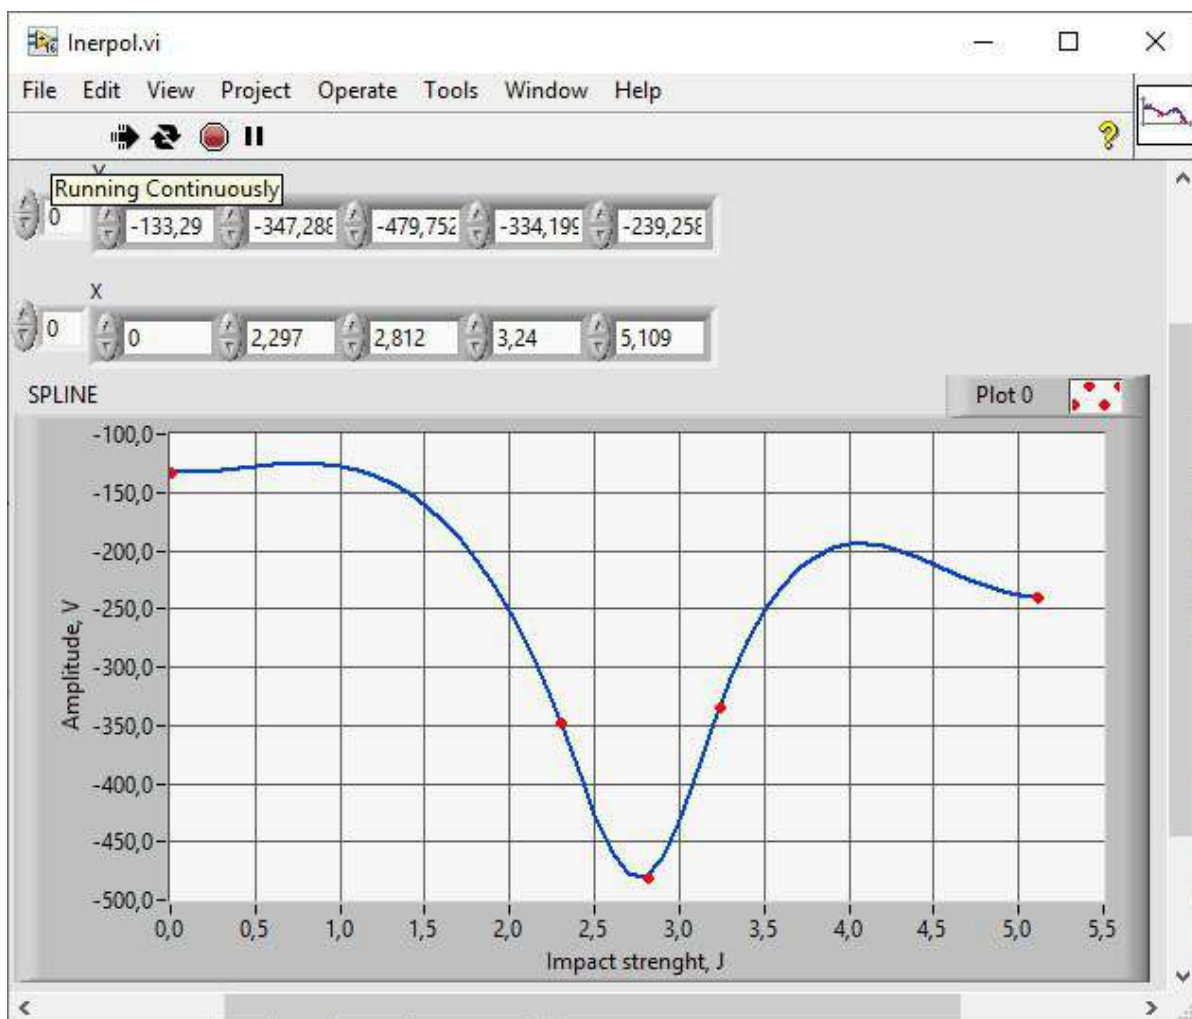 Inerpol.vi
File Edit View Project Operate Tools Window Help
Running Continuously
0 -133,29 -347,288 -479,752 -334,199 -239,258
X
0 0 2,297 2,812 3,24 5,109
SPLINE
Plot 0
-100,0
-150,0
-200,0
-250,0
-300,0
-350,0
-400,0
-450,0
-500,0
Amplitude, V
0,0 0,5 1,0 1,5 2,0 2,5 3,0 3,5 4,0 4,5 5,0 5,5
Impact strenght, J